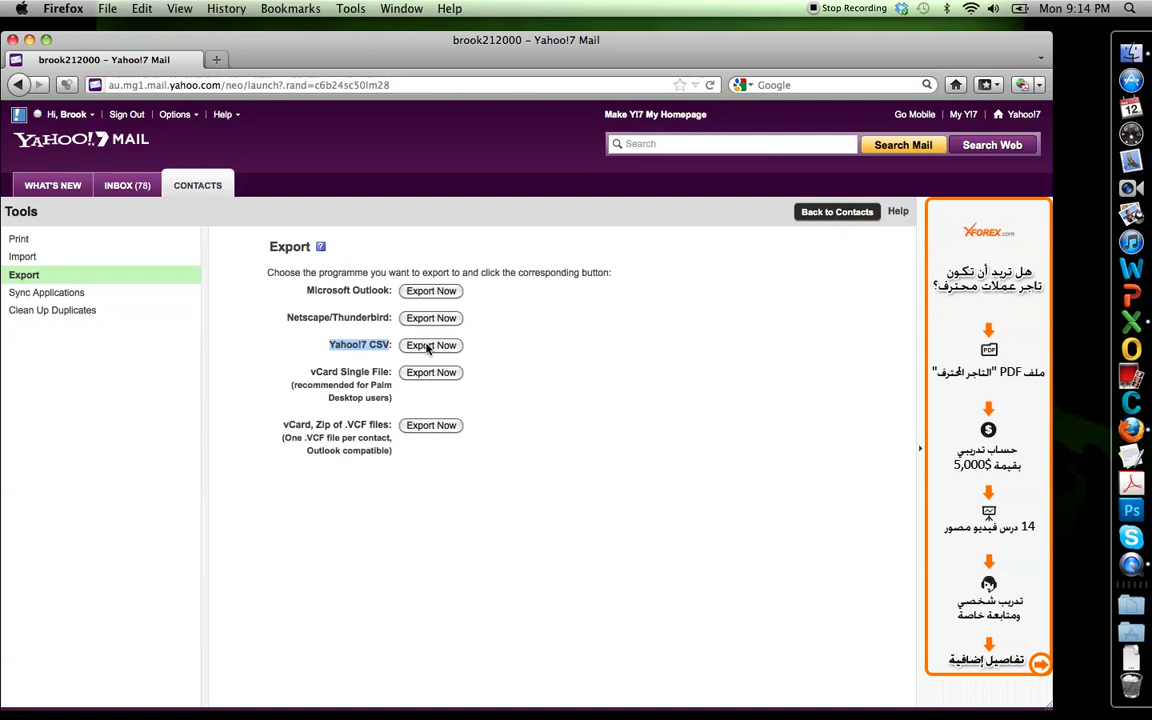 Firefox File Edit View History Bookmarks Tools Window Help Stop Recording Mon 9:14 PM
brook212000 – Yahoo!7 Mail
brook212000 – Yahoo!7 Mail
au.mg1.mail.yahoo.com/neo/launch?.rand=c6b24sc50lm28 Google
Hi, Brook Sign Out Options Help Make Y!7 My Homepage Go Mobile My Y!7 Yahoo!7
YAHOO!7 MAIL Search Search Mail Search Web
WHAT'S NEW INBOX (78) CONTACTS
Tools Back to Contacts Help
Print
Import
Export
Sync Applications
Clean Up Duplicates
Export ?
Choose the programme you want to export to and click the corresponding button:
Microsoft Outlook: Export Now
Netscape/Thunderbird: Export Now
Yahoo!7 CSV: Export Now
vCard Single File: Export Now
(recommended for Palm
Desktop users)
vCard, Zip of .VCF files: Export Now
(One .VCF file per contact,
Outlook compatible)
XFOREX.com
هل تريد أن تكون
تاجر عملات محترف؟
PDF
ملف PDF "التاجر المحترف"
$
حساب تدريبي
بقيمة $5,000
14 درس فيديو مصور
تدريب شخصي
ومتابعة خاصة
تفاصيل إضافية
12
W
P
X
O
C
Ps
S